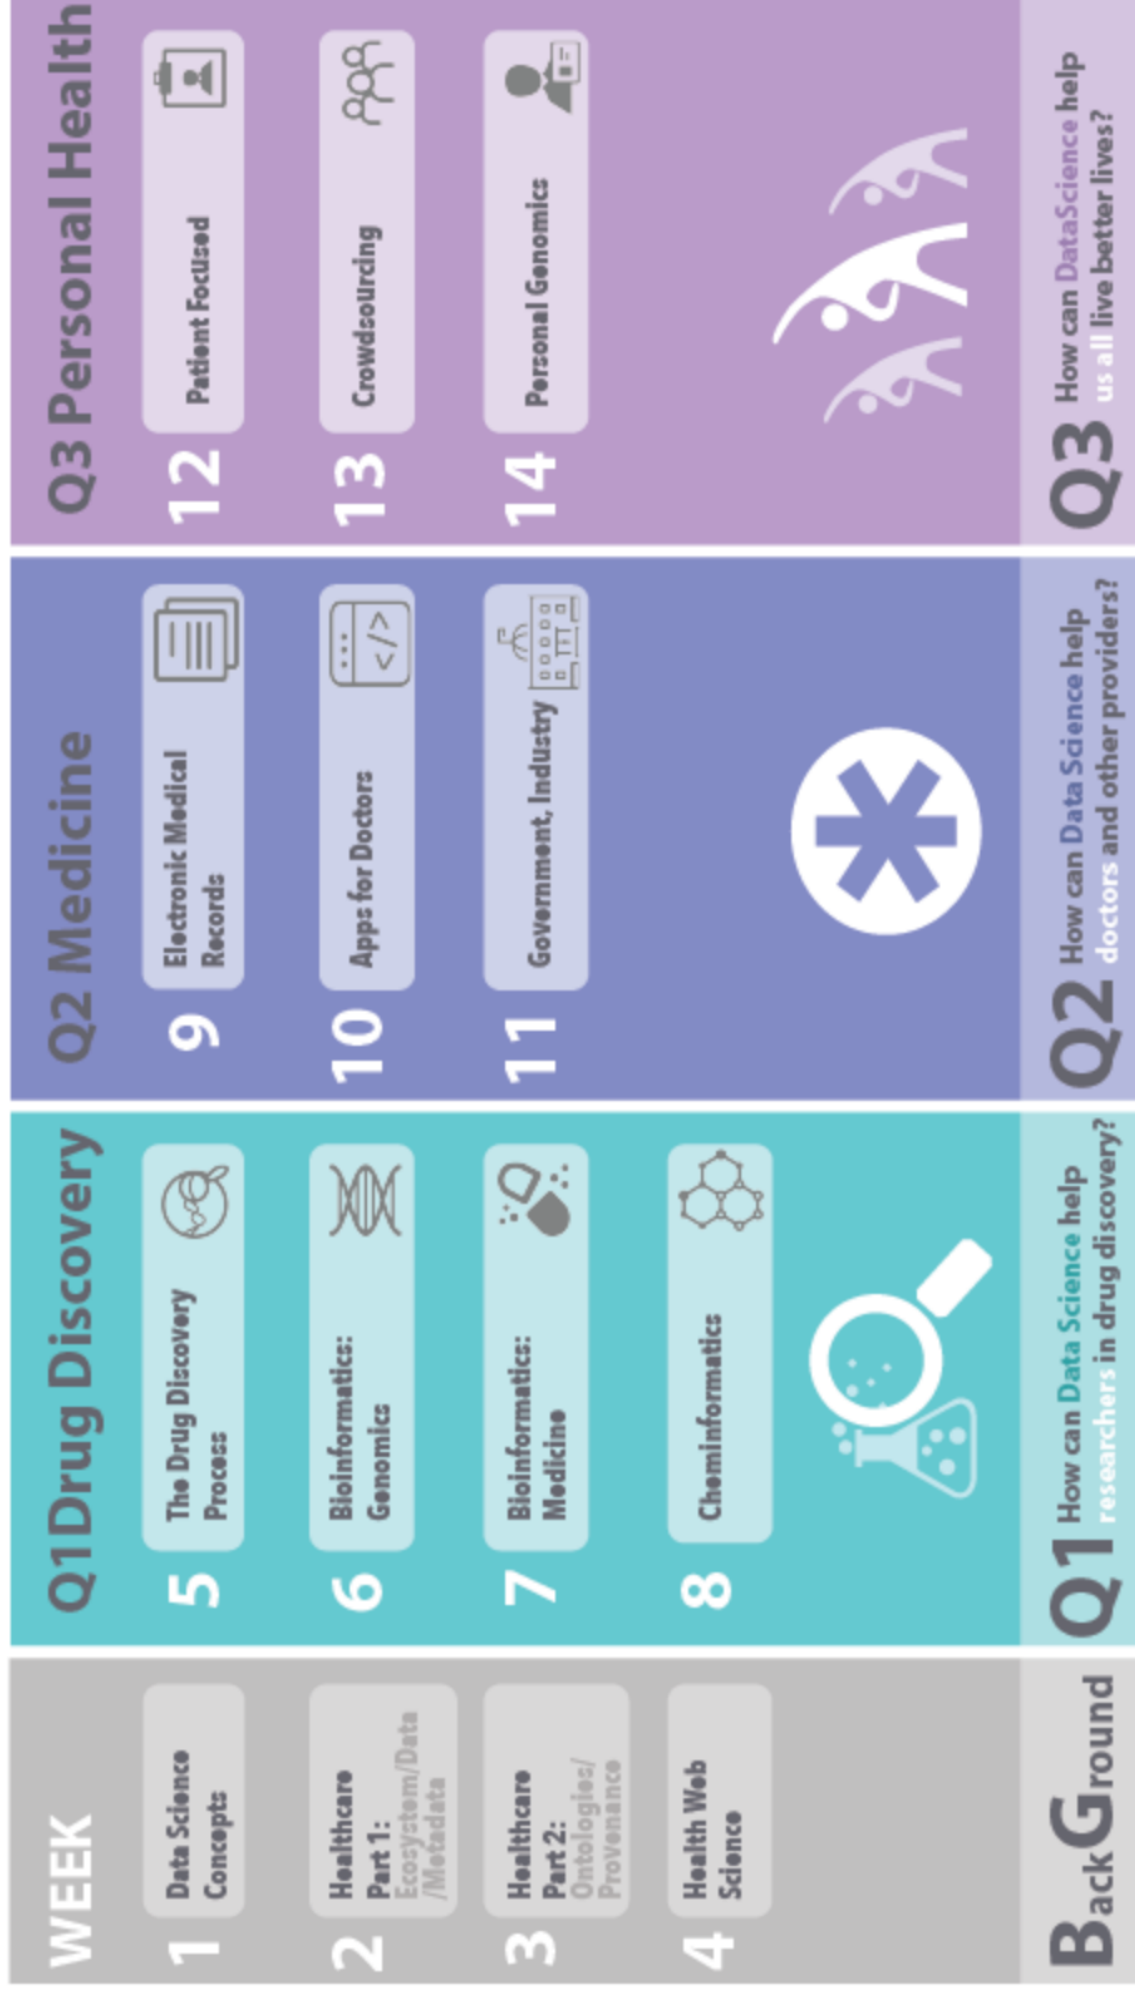 WEEK
1
Data Science
Concepts
2
Healthcare
Part 1:
Ecosystem/Data
/Metadata
3
Healthcare
Part 2:
Ontologies/
Provenance
4
Health Web
Science
BackGround
Q1Drug Discovery
5
The Drug Discovery
Process
6
Bioinformatics:
Genomics
7
Bioinformatics:
Medicine
8
Cheminformatics
Q1
How can Data Science help
researchers in drug discovery?
Q2 Medicine
9
Electronic Medical
Records
10
Apps for Doctors
</>
11
Government, Industry
Q2
How can Data Science help
doctors and other providers?
Q3 Personal Health
12
Patient Focused
13
Crowdsourcing
14
Personal Genomics
Q3
How can DataScience help
us all live better lives?